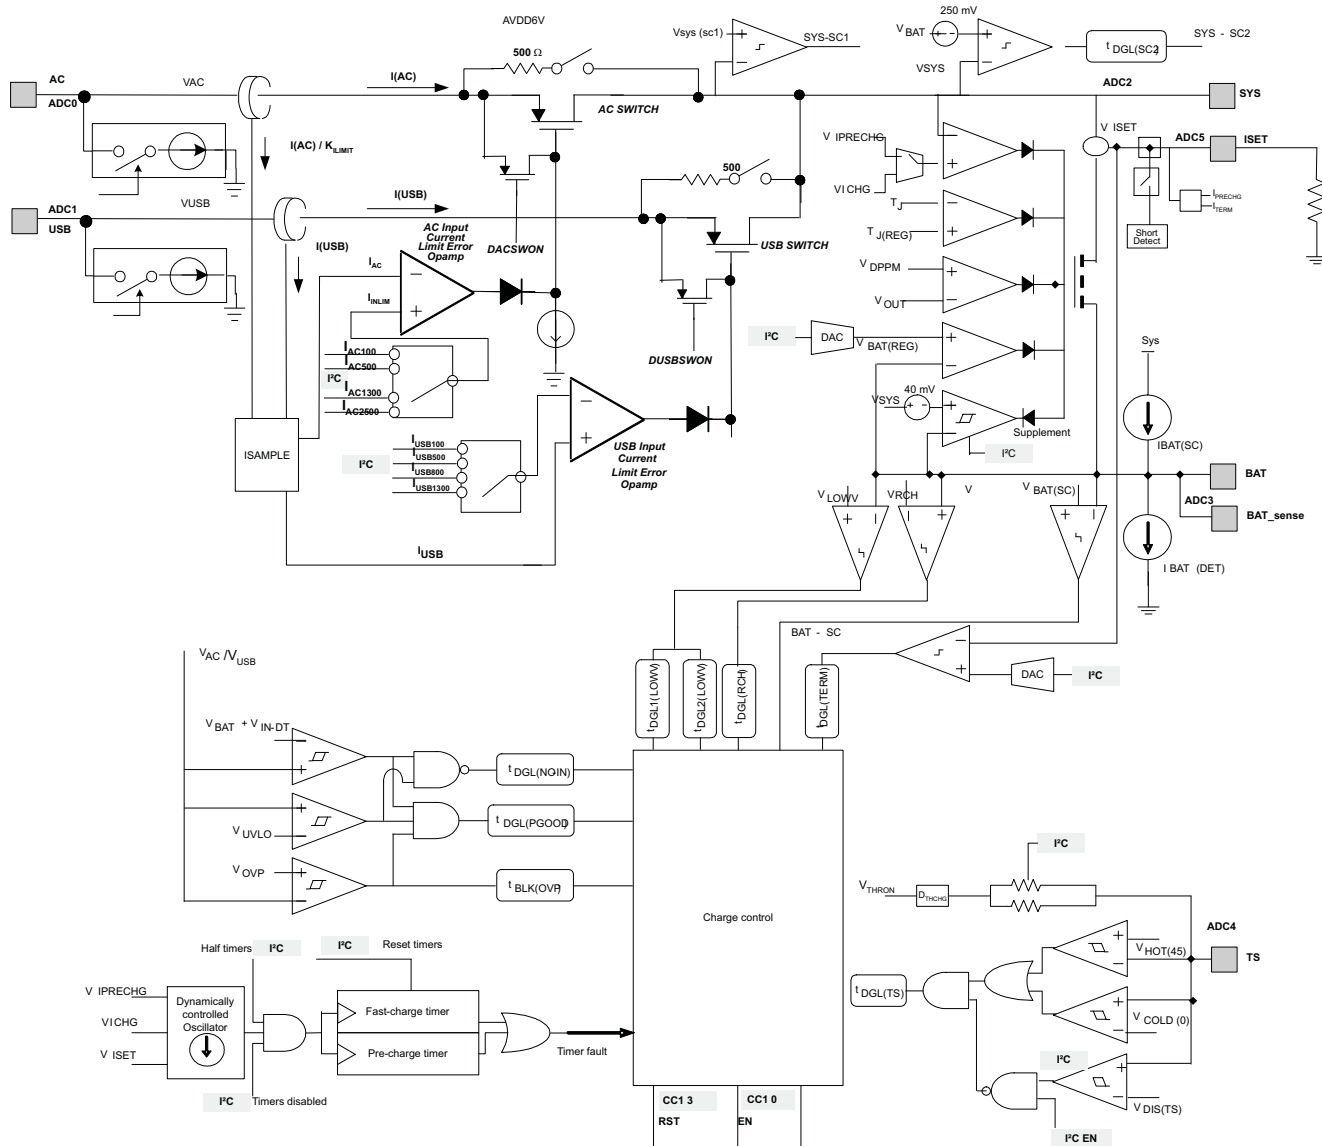 AVDD6V
250 mV
500 Ω
Vsys (sc1)
SYS-SC1
V BAT
t DGL(SC2)
SYS - SC2
VSYS
AC
ADC0
VAC
I(AC)
AC SWITCH
ADC2
SYS
I(AC) / K ILIMIT
V IPRECHG
VICHG
V ISET
ADC5
ISET
I PRECHG
I TERM
Short
Detect
500
ADC1
USB
VUSB
I(USB)
I(USB)
AC Input
Current
Limit Error
Opamp
DACSWON
USB SWITCH
T J
T J(REG)
V DPPM
V OUT
I AC
I INLIM
I AC100
I AC500
I²C
I AC1300
I AC2500
DUSBSWON
I²C
DAC
V BAT(REG)
Sys
40 mV
VSYS
Supplement
I²C
IBAT(SC)
ISAMPLE
I USB100
I USB500
I²C
I USB800
I USB1300
USB Input
Current
Limit Error
Opamp
BAT
ADC3
BAT_sense
V LOWV
VRCH
V
V BAT(SC)
I USB
I BAT (DET)
BAT - SC
DAC
I²C
V AC /V USB
t DGL1(LOWV)
t DGL2(LOWV)
t DGL(RCH)
t DGL(TERM)
V BAT + V IN-DT
t DGL(NO-IN)
V UVLO
t DGL(PGOOD)
V OVP
t BLK(OVP)
Charge control
I²C
V THRON
D THCHG
ADC4
TS
V HOT(45)
t DGL(TS)
V COLD (0)
I²C
V DIS(TS)
I²C EN
Half timers
I²C
I²C
Reset timers
V IPRECHG
VICHG
V ISET
Dynamically
controlled
Oscillator
Fast-charge timer
Pre-charge timer
Timer fault
I²C
Timers disabled
CC1 3
CC1 0
RST
EN